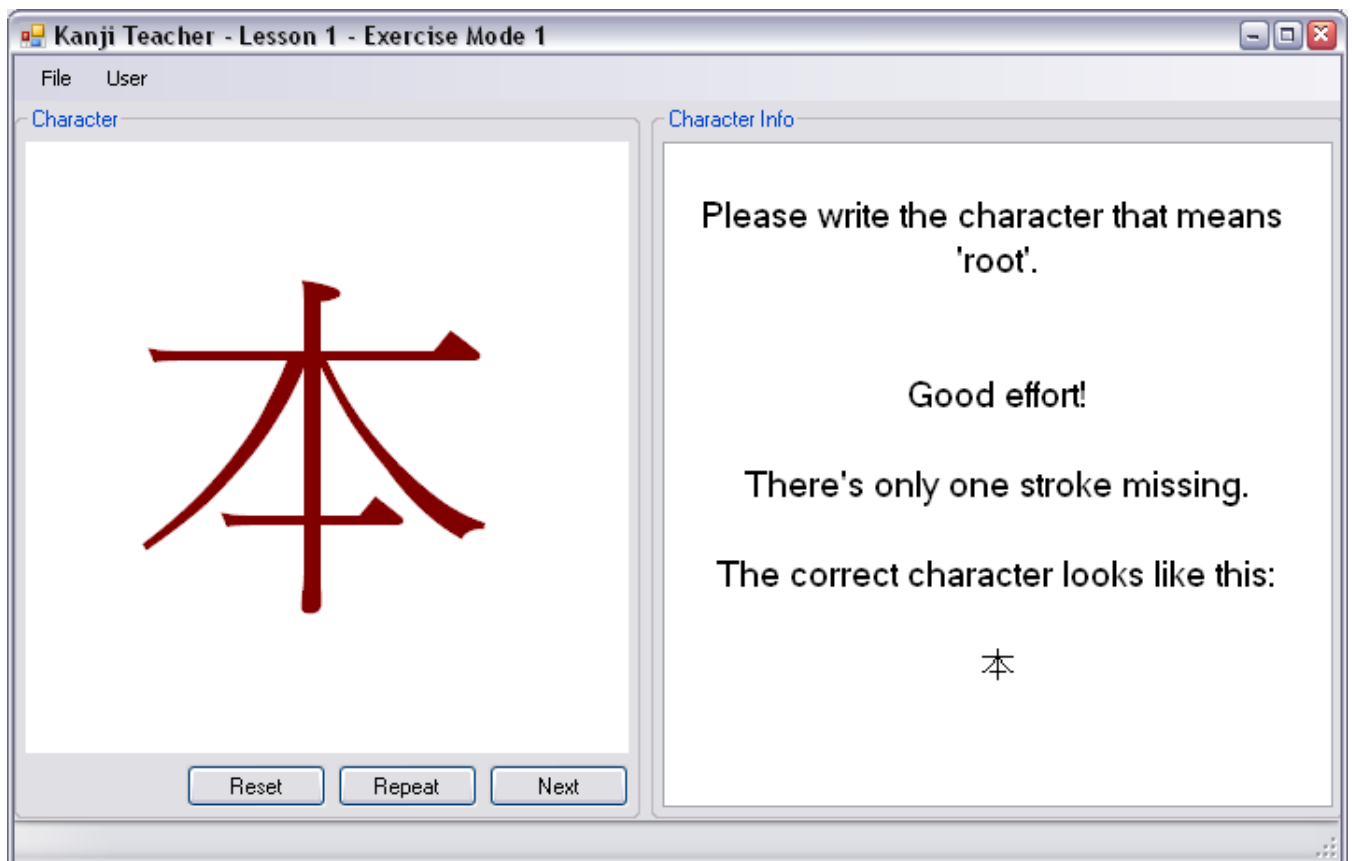 Kanji Teacher - Lesson 1 - Exercise Mode 1
File User
Character
本
Reset Repeat Next
Character Info
Please write the character that means
'root'.
Good effort!
There's only one stroke missing.
The correct character looks like this:
本